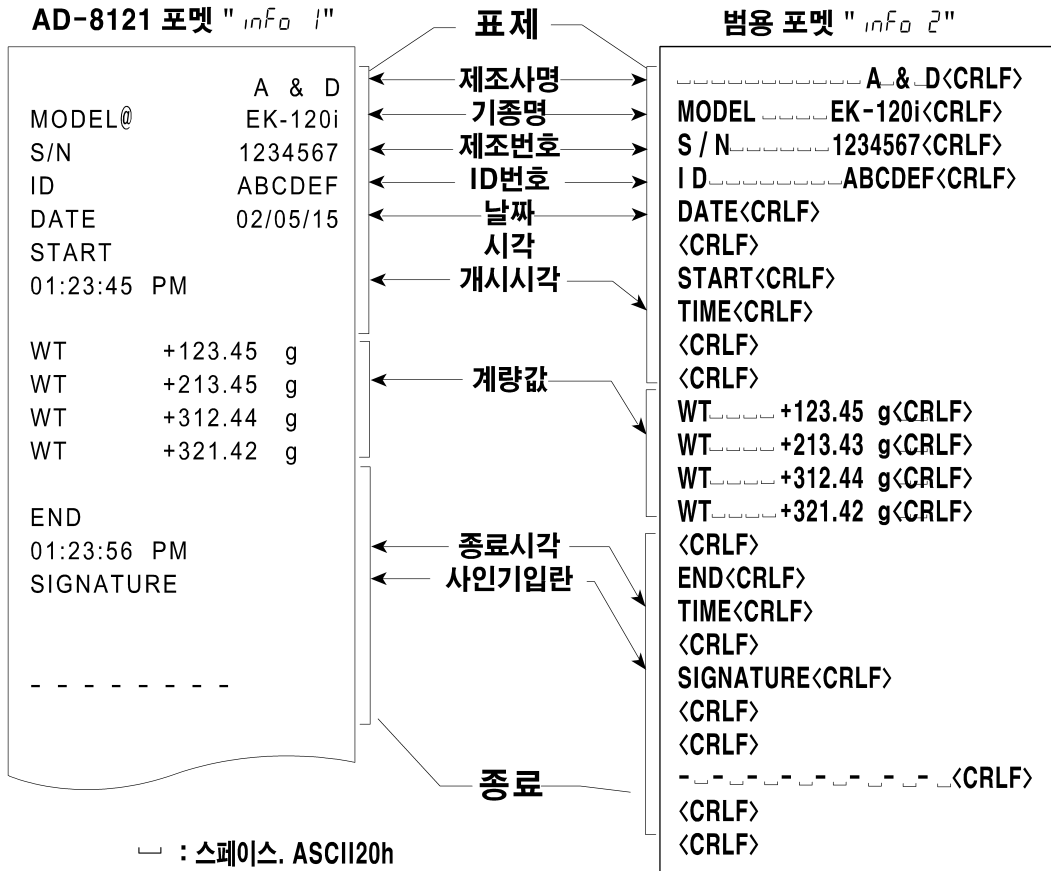 AD-8121 포멧 " inFo 1"
A & D
MODEL@ EK-120i
S/N 1234567
ID ABCDEF
DATE 02/05/15
START
01:23:45 PM
WT +123.45 g
WT +213.45 g
WT +312.44 g
WT +321.42 g
END
01:23:56 PM
SIGNATURE
- - - - - - - -
표제
제조사명
기종명
제조번호
ID번호
날짜
시각
개시시각
계량값
종료시각
사인기입란
종료
범용 포멧 " inFo 2"
␣␣␣␣␣␣␣␣␣␣␣A␣&␣D<CRLF>
MODEL␣␣␣␣EK-120i<CRLF>
S/N␣␣␣␣␣␣1234567<CRLF>
ID␣␣␣␣␣␣␣␣ABCDEF<CRLF>
DATE<CRLF>
<CRLF>
START<CRLF>
TIME<CRLF>
<CRLF>
<CRLF>
WT␣␣␣␣+123.45 g<CRLF>
WT␣␣␣␣+213.43 g<CRLF>
WT␣␣␣␣+312.44 g<CRLF>
WT␣␣␣␣+321.42 g<CRLF>
<CRLF>
END<CRLF>
TIME<CRLF>
<CRLF>
SIGNATURE<CRLF>
<CRLF>
<CRLF>
-␣-␣-␣-␣-␣-␣-␣-␣<CRLF>
<CRLF>
<CRLF>
␣ : 스페이스. ASCII20h